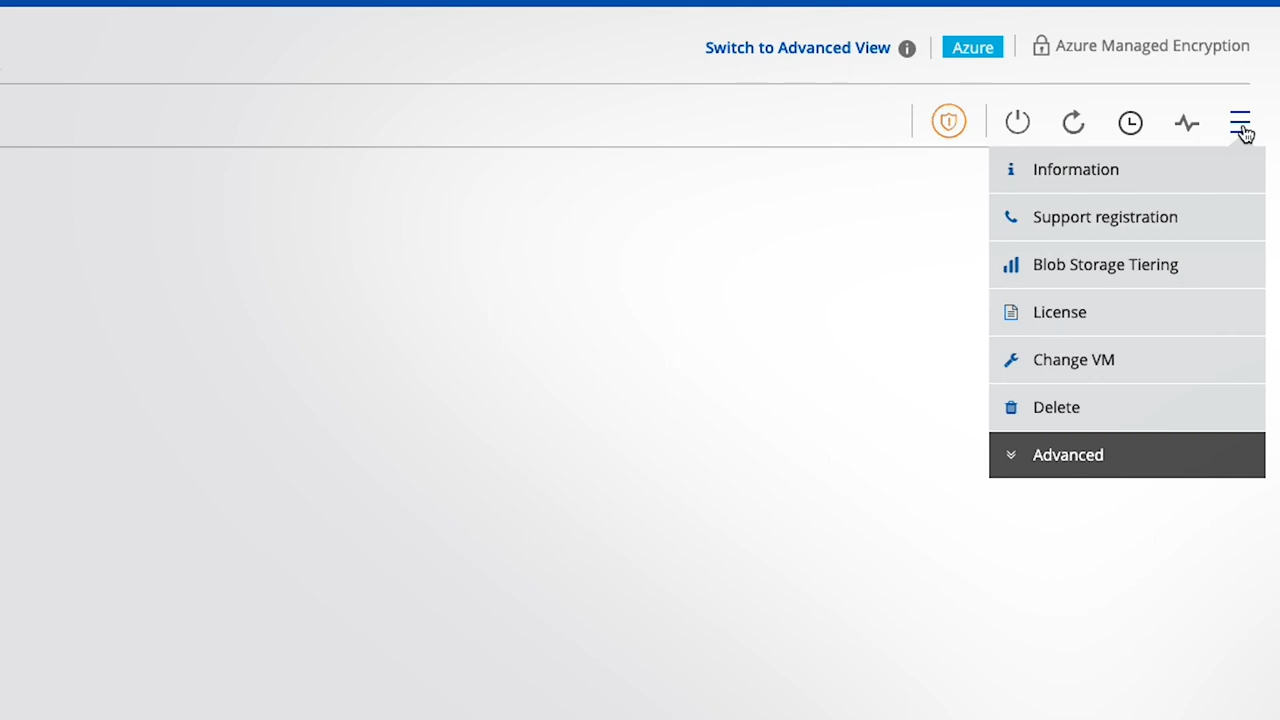 Switch to Advanced View
Azure
Azure Managed Encryption
Information
Support registration
Blob Storage Tiering
License
Change VM
Delete
Advanced